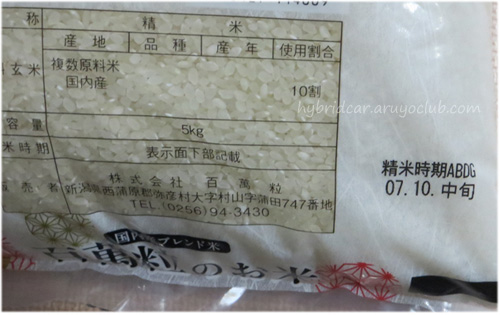 称 精 米
産 地 品 種 産 年 使用割合
玄米 複数原料米
国内産 10割
容 量 5kg
米時期 表示面下部記載
販 売 者 株 式 会 社 百 萬 粒
新潟県西蒲原郡弥彦村大字村山字蒲田747番地
TEL.(0256)94-3430
精米時期ABDG
07.10.中旬
hybridcar.aruyoclub.com
国内産ブレンド米
百萬粒のお米